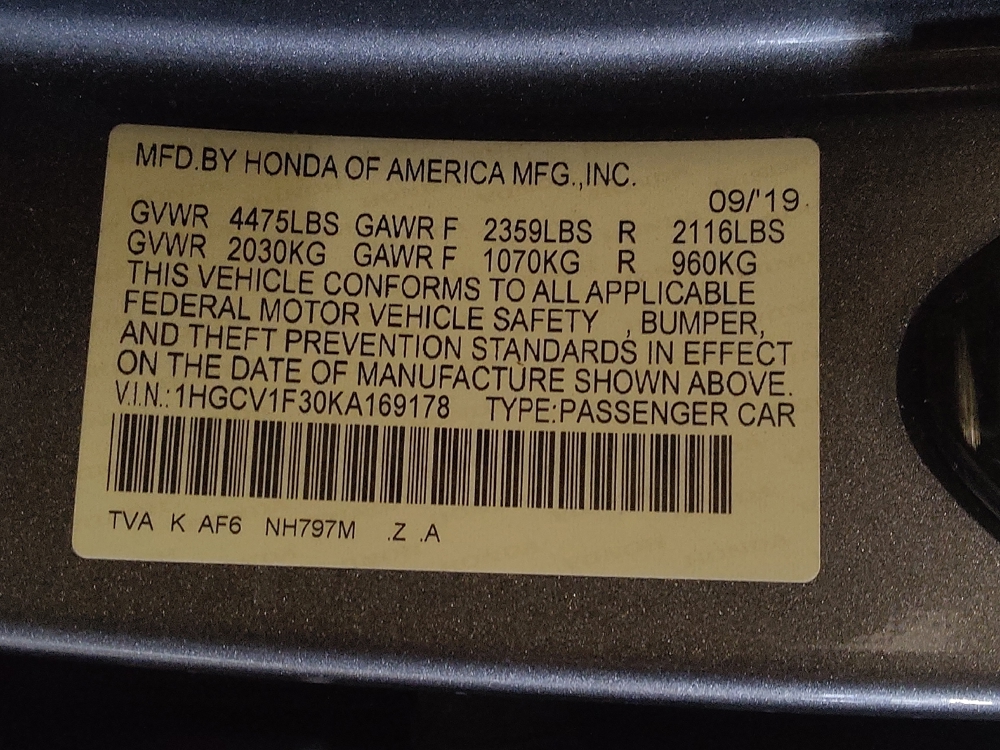 MFD.BY HONDA OF AMERICA MFG.,INC.
09/'19
GVWR 4475LBS GAWR F 2359LBS R 2116LBS
GVWR 2030KG GAWR F 1070KG R 960KG
THIS VEHICLE CONFORMS TO ALL APPLICABLE
FEDERAL MOTOR VEHICLE SAFETY , BUMPER,
AND THEFT PREVENTION STANDARDS IN EFFECT
ON THE DATE OF MANUFACTURE SHOWN ABOVE.
V.I.N.:1HGCV1F30KA169178 TYPE:PASSENGER CAR
TVA K AF6 NH797M .Z .A